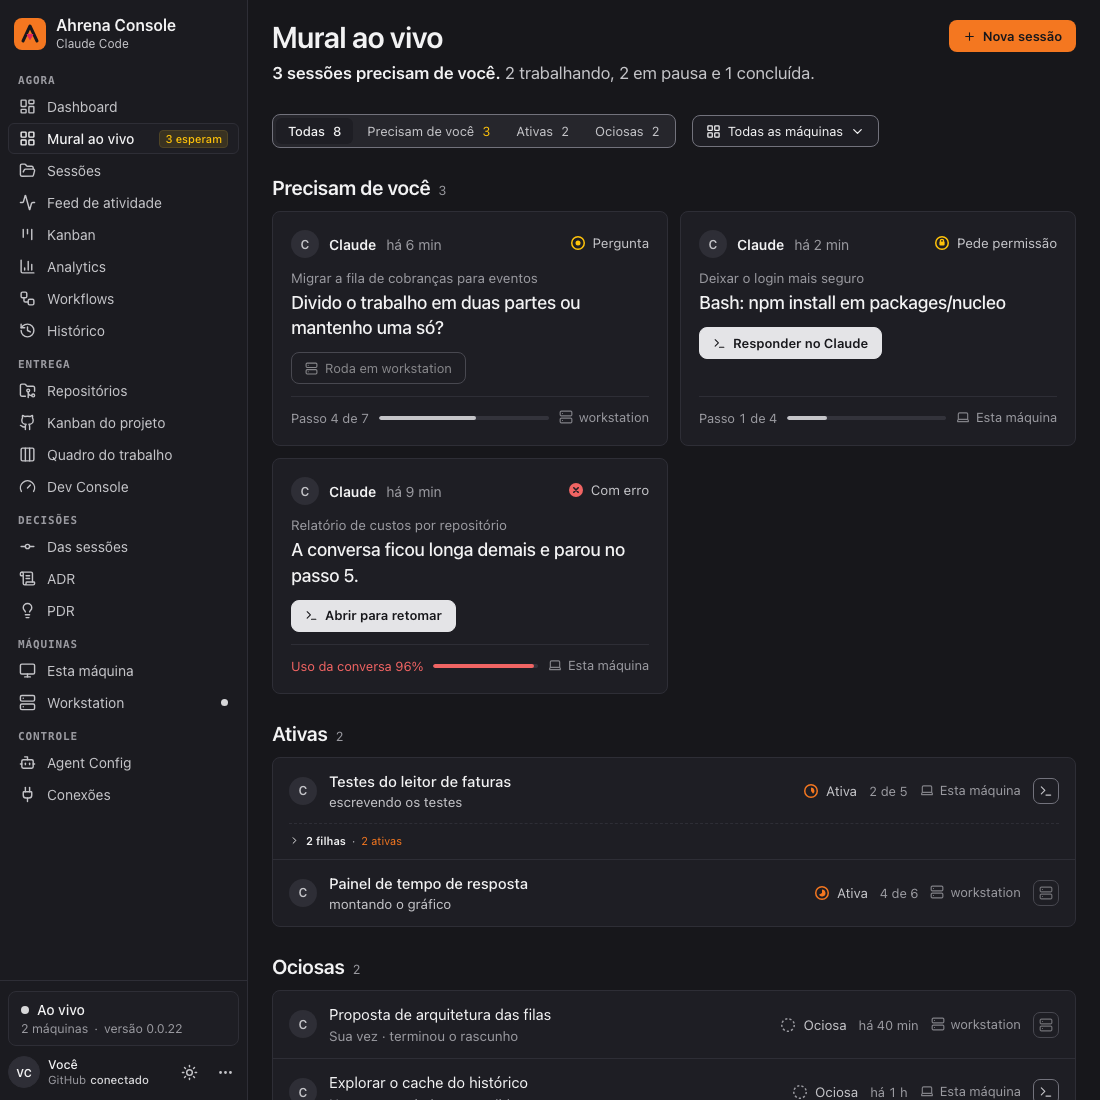 Ahrena Console
Claude Code
AGORA
Dashboard
Mural ao vivo 3 esperam
Sessões
Feed de atividade
Kanban
Analytics
Workflows
Histórico
ENTREGA
Repositórios
Kanban do projeto
Quadro do trabalho
Dev Console
DECISÕES
Das sessões
ADR
PDR
MÁQUINAS
Esta máquina
Workstation
CONTROLE
Agent Config
Conexões
Ao vivo
2 máquinas · versão 0.0.22
VC
Você
GitHub conectado
Mural ao vivo
+ Nova sessão
3 sessões precisam de você. 2 trabalhando, 2 em pausa e 1 concluída.
Todas 8 Precisam de você 3 Ativas 2 Ociosas 2
Todas as máquinas
Precisam de você 3
C Claude há 6 min Pergunta
Migrar a fila de cobranças para eventos
Divido o trabalho em duas partes ou
mantenho uma só?
Roda em workstation
Passo 4 de 7 workstation
C Claude há 2 min Pede permissão
Deixar o login mais seguro
Bash: npm install em packages/nucleo
Responder no Claude
Passo 1 de 4 Esta máquina
C Claude há 9 min Com erro
Relatório de custos por repositório
A conversa ficou longa demais e parou no
passo 5.
Abrir para retomar
Uso da conversa 96% Esta máquina
Ativas 2
C
Testes do leitor de faturas
escrevendo os testes
Ativa 2 de 5 Esta máquina
2 filhas · 2 ativas
C
Painel de tempo de resposta
montando o gráfico
Ativa 4 de 6 workstation
Ociosas 2
C
Proposta de arquitetura das filas
Sua vez · terminou o rascunho
Ociosa há 40 min workstation
C
Explorar o cache do histórico
Ociosa há 1 h Esta máquina